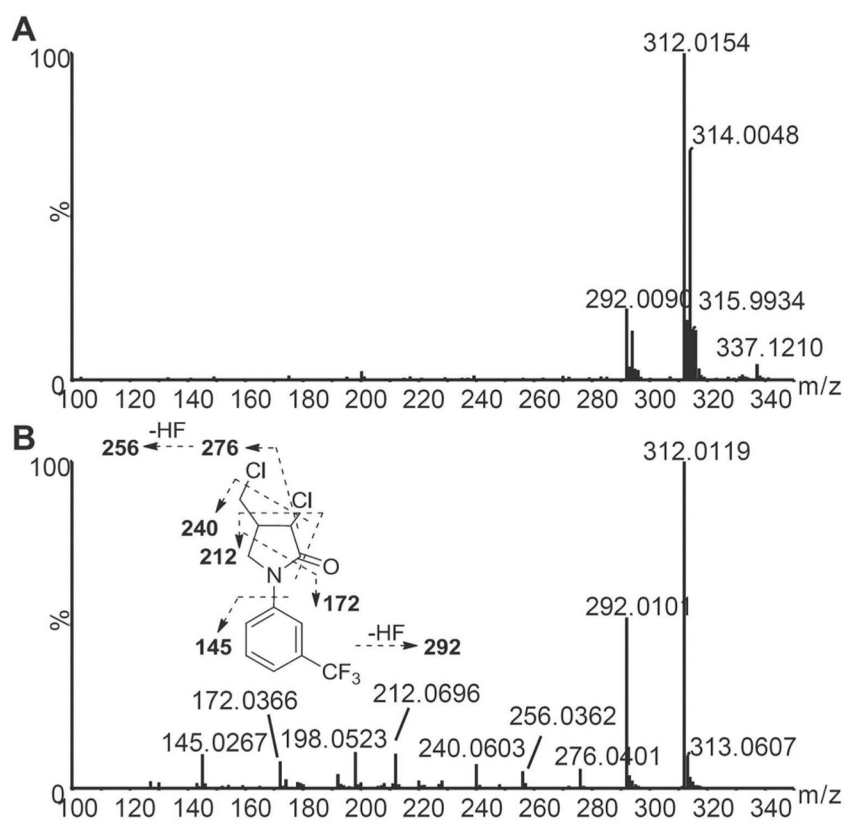 A
100
312.0154
314.0048
%
292.0090
315.9934
337.1210
0
100 120 140 160 180 200 220 240 260 280 300 320 340 m/z
B
-HF
256 276
100
312.0119
Cl
Cl
240
212
O
N
172
%
292.0101
145
-HF
292
CF3
172.0366
212.0696
145.0267
198.0523
256.0362
240.0603
276.0401
313.0607
0
100 120 140 160 180 200 220 240 260 280 300 320 340 m/z